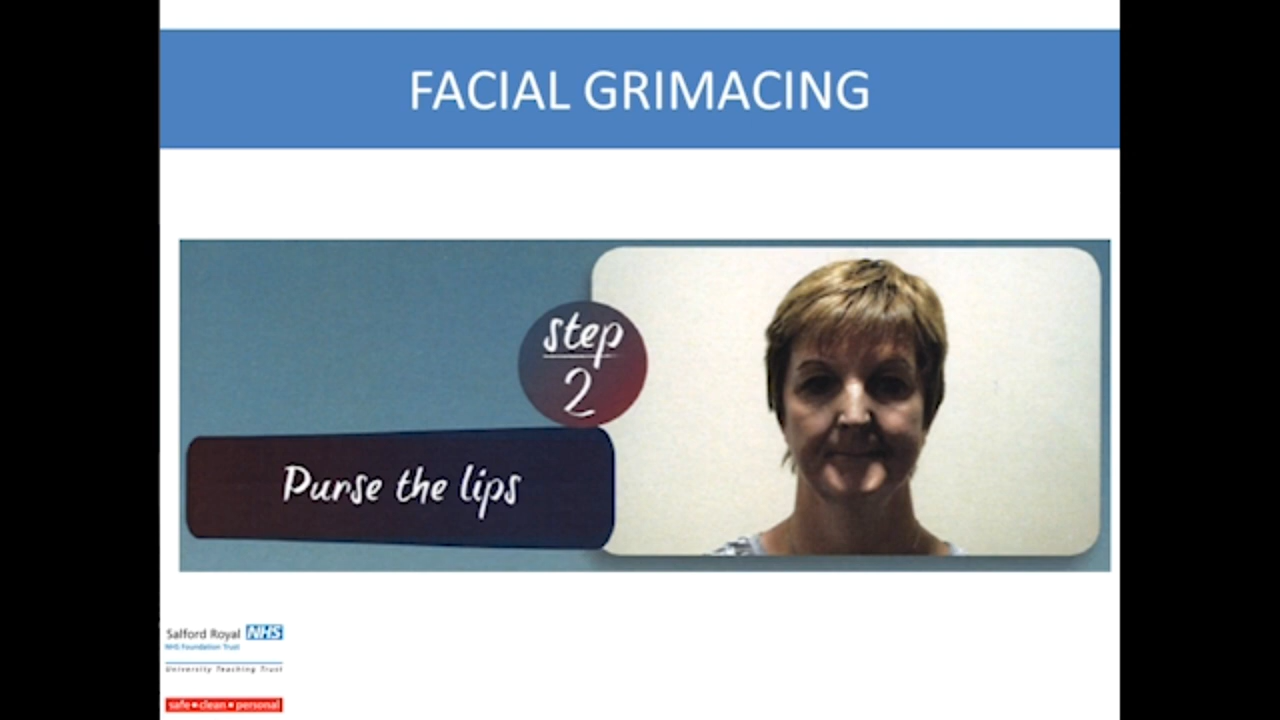 FACIAL GRIMACING
step
2
Purse the lips
Salford Royal NHS
NHS Foundation Trust
University Teaching Trust
safe • clean • personal